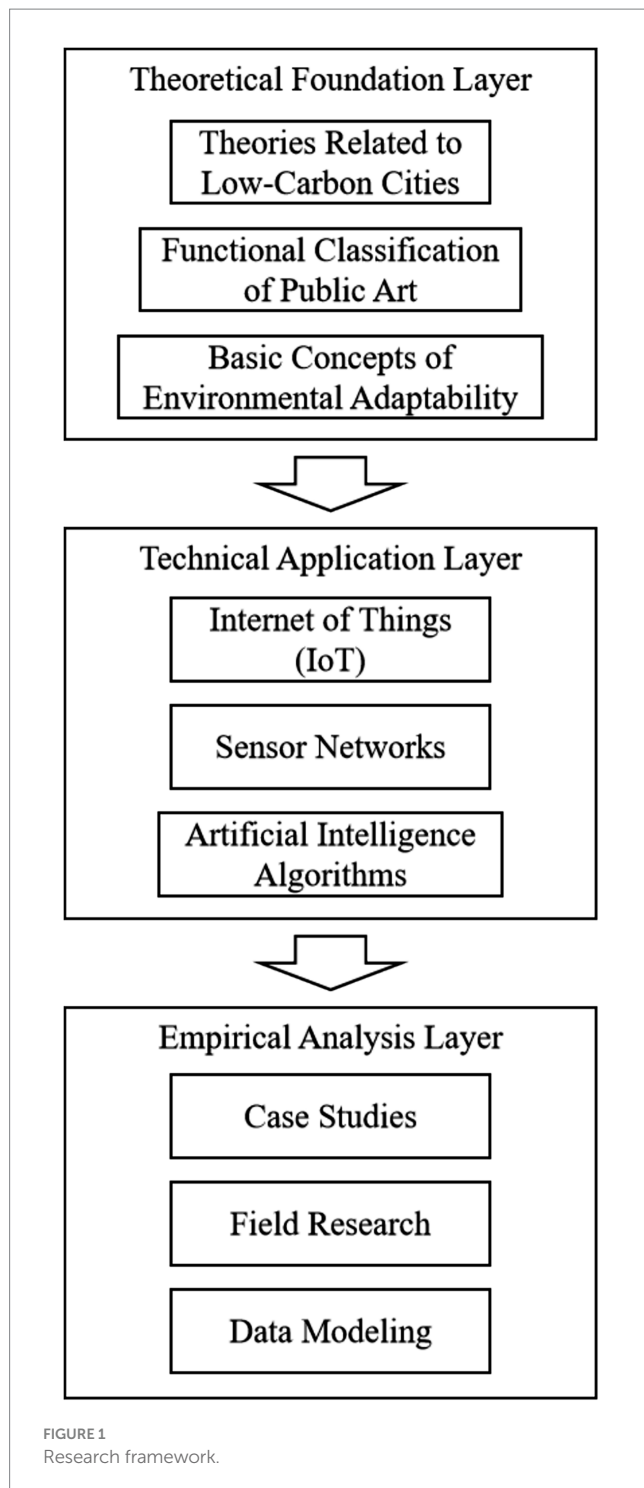 Theoretical Foundation Layer
Theories Related to
Low-Carbon Cities
Functional Classification
of Public Art
Basic Concepts of
Environmental Adaptability
Technical Application Layer
Internet of Things
(IoT)
Sensor Networks
Artificial Intelligence
Algorithms
Empirical Analysis Layer
Case Studies
Field Research
Data Modeling
FIGURE 1
Research framework.